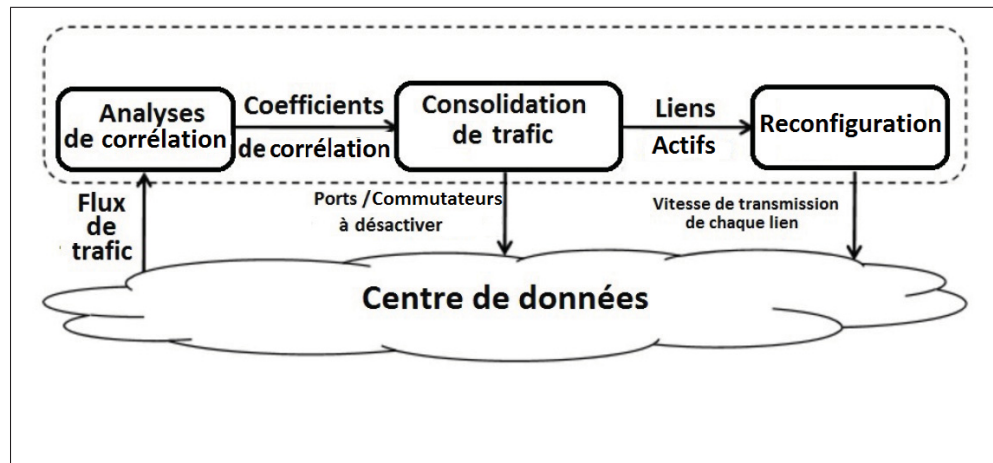 Analyses
de corrélation
Coefficients
de corrélation
Consolidation
de trafic
Liens
Actifs
Reconfiguration
Flux
de
trafic
Ports /Commutateurs
à désactiver
Vitesse de transmission
de chaque lien
Centre de données